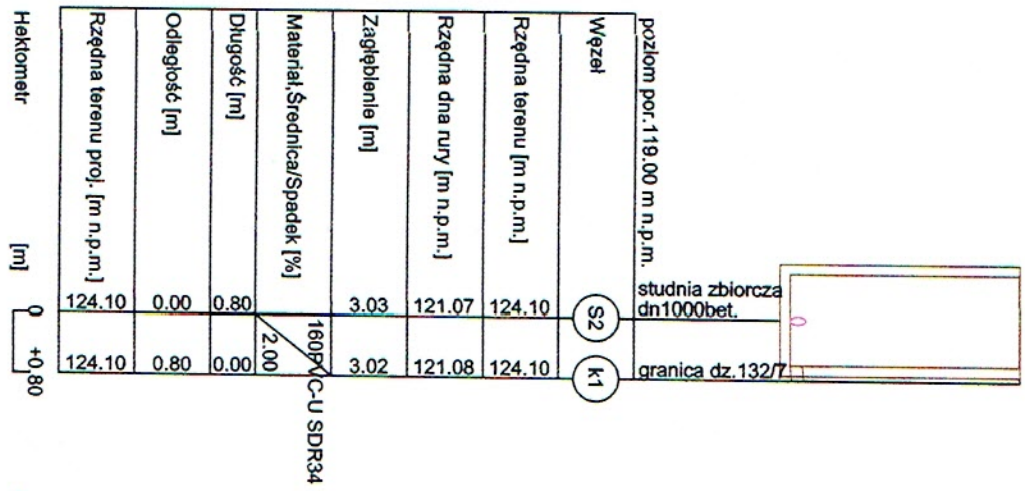 poziom por.119.00 m n.p.m.
studnia zbiorcza
dn1000bet.
granica dz.132/7
Węzeł
S2
k1
Rzędna terenu [m n.p.m.]
124.10
124.10
Rzędna dna rury [m n.p.m.]
121.07
121.08
Zagłębienie [m]
3.03
3.02
Materiał,Średnica/Spadek [%]
160PVC-U SDR34
2.00
Długość [m]
0.80
0.00
Odległość [m]
0.00
0.80
Rzędna terenu proj. [m n.p.m.]
124.10
124.10
Hektometr
[m]
0
+0.80